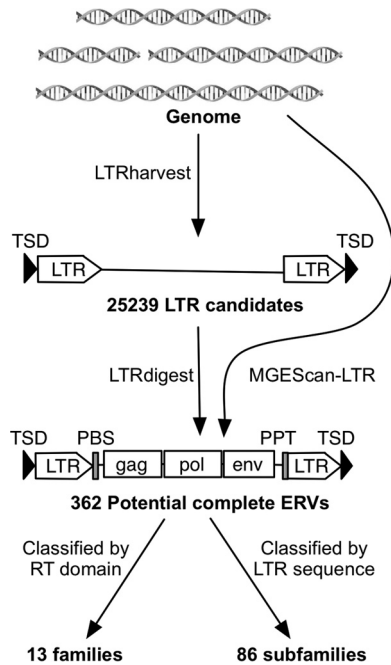 Genome
LTRharvest
TSD TSD
LTR LTR
25239 LTR candidates
LTRdigest MGEScan-LTR
TSD PBS PPT TSD
LTR gag pol env LTR
362 Potential complete ERVs
Classified by Classified by
RT domain LTR sequence
13 families 86 subfamilies